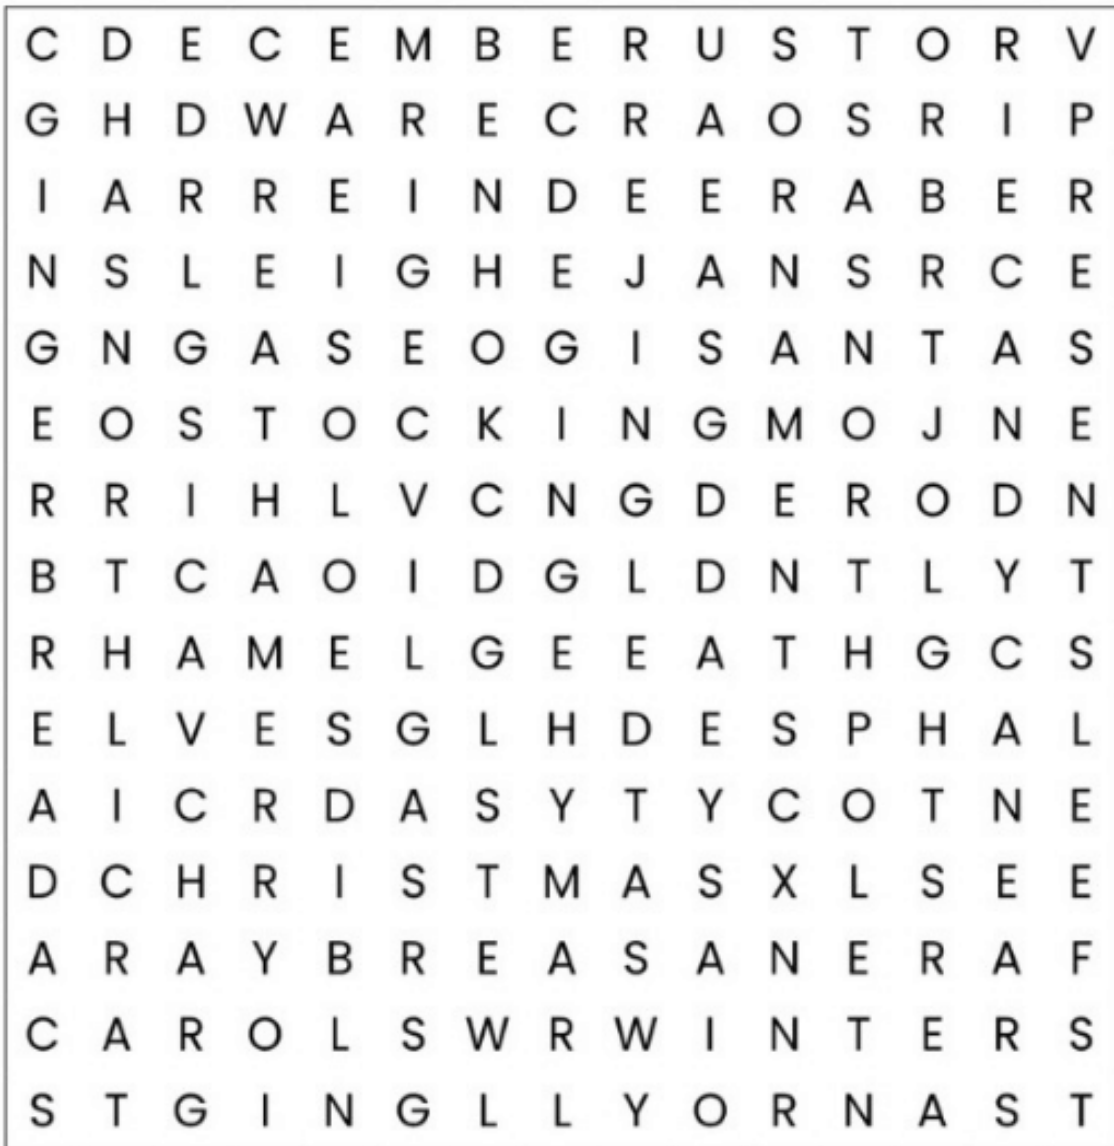 C D E C E M B E R U S T O R V
G H D W A R E C R A O S R I P
I A R R E I N D E E R A B E R
N S L E I G H E J A N S R C E
G N G A S E O G I S A N T A S
E O S T O C K I N G M O J N E
R R I H L V C N G D E R O D N
B T C A O I D G L D N T L Y T
R H A M E L G E E A T H G C S
E L V E S G L H D E S P H A L
A I C R D A S Y T Y C O T N E
D C H R I S T M A S X L S E E
A R A Y B R E A S A N E R A F
C A R O L S W R W I N T E R S
S T G I N G L L Y O R N A S T